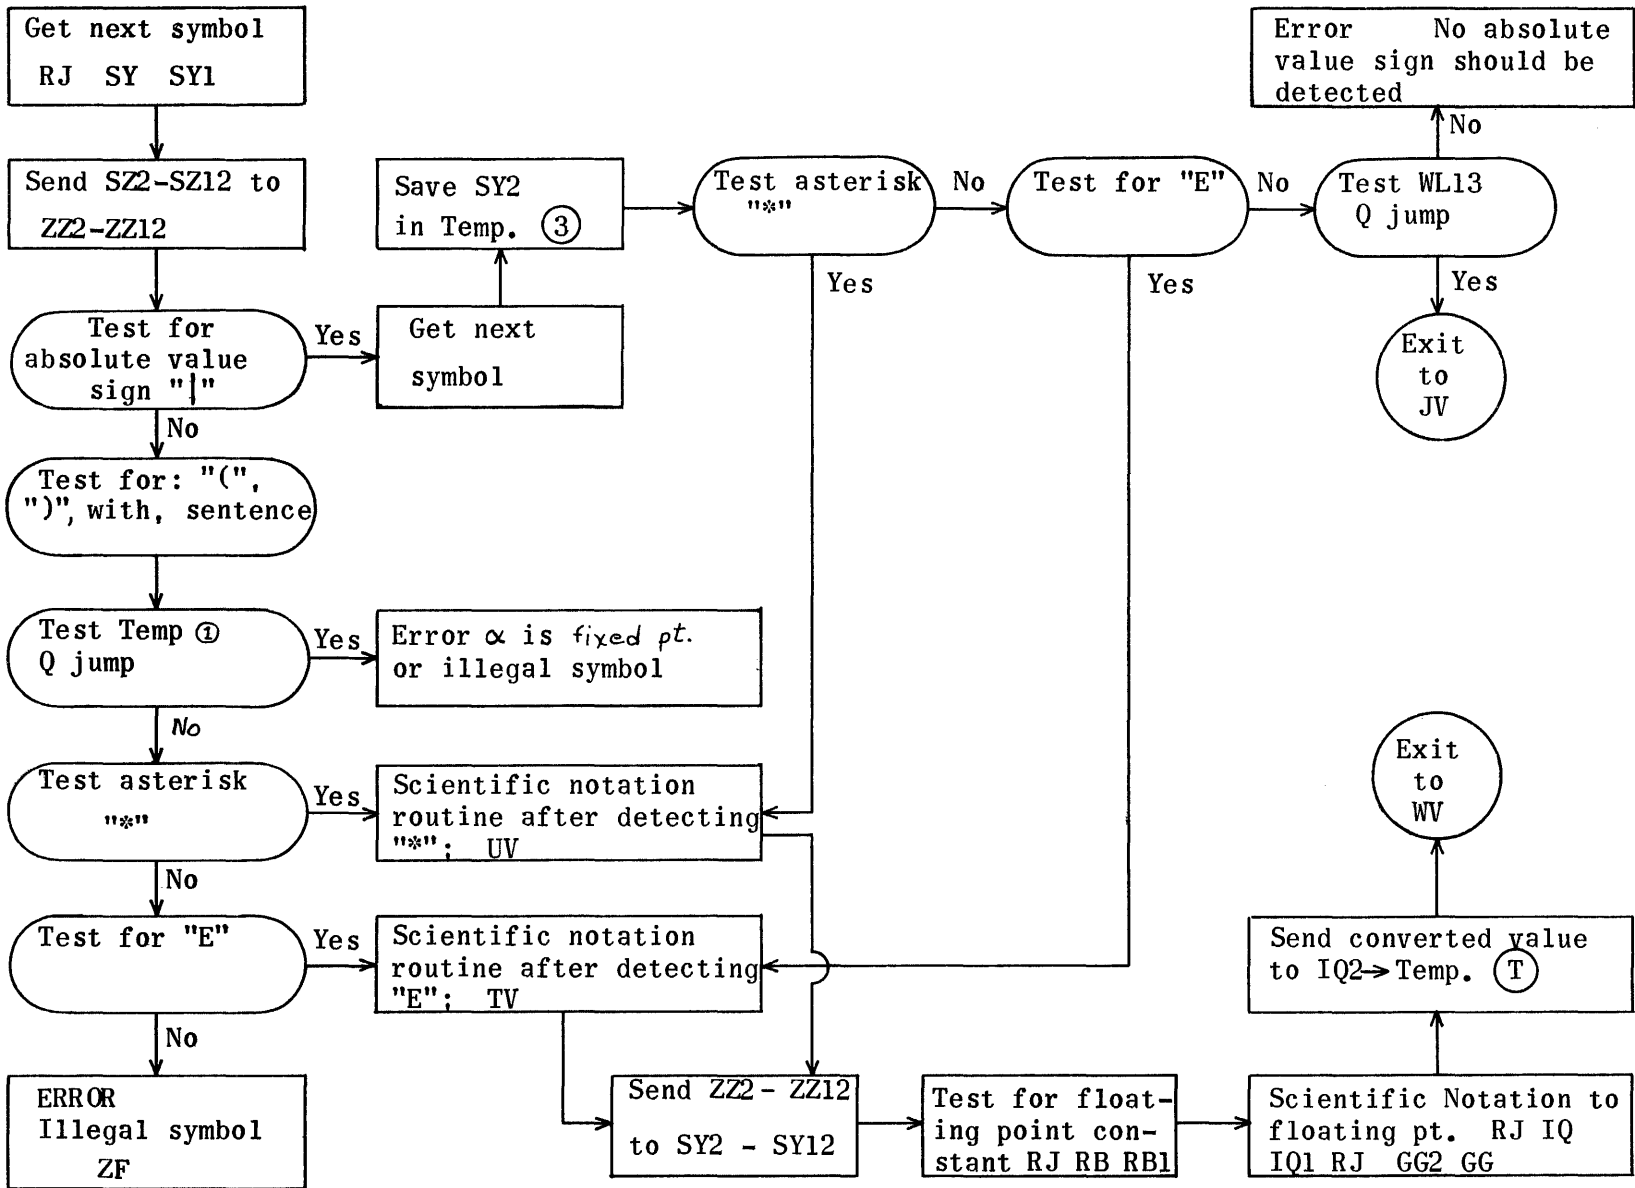 Get next symbol
RJ SY SY1
Send SZ2-SZ12 to
ZZ2-ZZ12
Test for
absolute value
sign "|"
Yes
No
Get next
symbol
Save SY2
in Temp. ③
Test asterisk
"*"
No
Yes
Test for "E"
No
Yes
Test WL13
Q jump
No
Yes
Error No absolute
value sign should be
detected
Exit
to
JV
Test for: "(",
")", with, sentence
Test Temp ①
Q jump
Yes
No
Error α is fixed pt.
or illegal symbol
Test asterisk
"*"
Yes
No
Scientific notation
routine after detecting
"*"; UV
Test for "E"
Yes
No
Scientific notation
routine after detecting
"E"; TV
ERROR
Illegal symbol
ZF
Send ZZ2 - ZZ12
to SY2 - SY12
Test for float-
ing point con-
stant RJ RB RB1
Scientific Notation to
floating pt. RJ IQ
IQ1 RJ GG2 GG
Send converted value
to IQ2→Temp. Ⓣ
Exit
to
WV